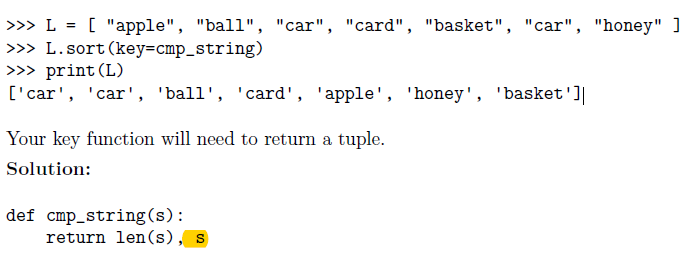 >>> L = [ "apple", "ball", "car", "card", "basket", "car", "honey" ]
>>> L.sort(key=cmp_string)
>>> print(L)
['car', 'car', 'ball', 'card', 'apple', 'honey', 'basket']
Your key function will need to return a tuple.
Solution:
def cmp_string(s):
    return len(s), s